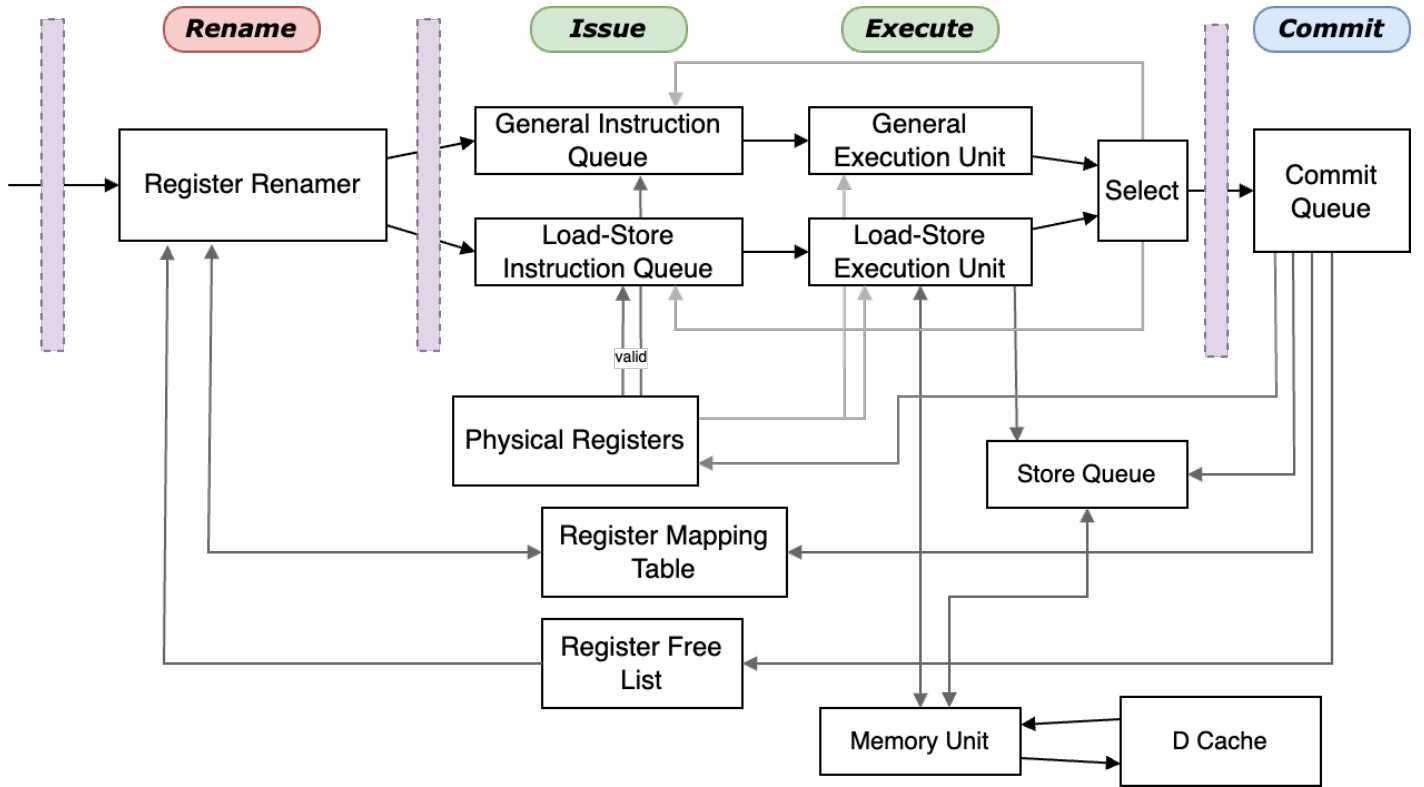 Rename
Issue
Execute
Commit
General Instruction
Queue
General
Execution Unit
Register Renamer
Select
Commit
Queue
Load-Store
Instruction Queue
Load-Store
Execution Unit
valid
Physical Registers
Store Queue
Register Mapping
Table
Register Free
List
Memory Unit
D Cache